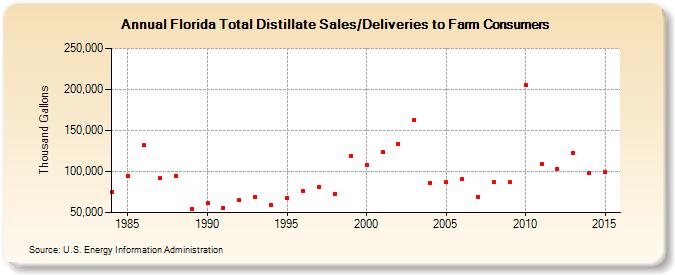 Annual Florida Total Distillate Sales/Deliveries to Farm Consumers
Thousand Gallons
250,000
200,000
150,000
100,000
50,000
1985 1990 1995 2000 2005 2010 2015
Source: U.S. Energy Information Administration